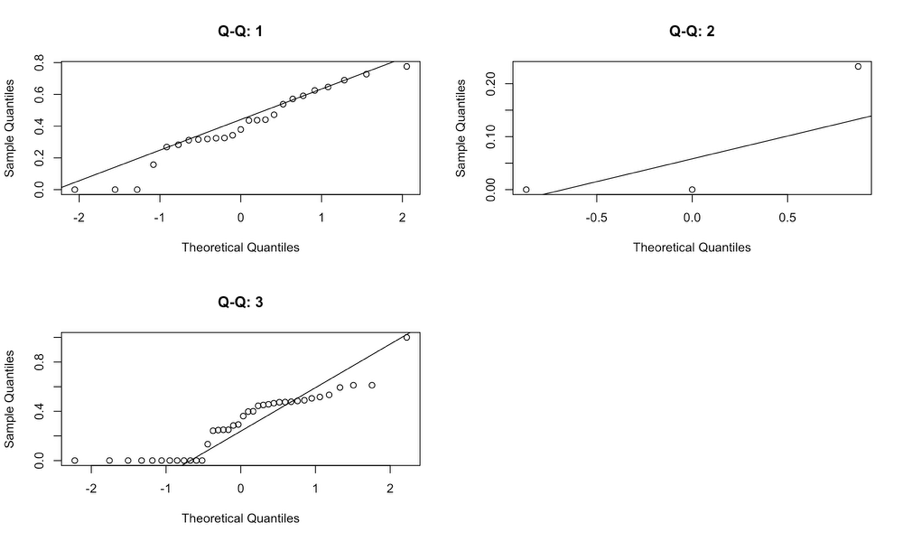 Q-Q: 1
Sample Quantiles
0.0 0.2 0.4 0.6 0.8
-2 -1 0 1 2
Theoretical Quantiles
Q-Q: 2
Sample Quantiles
0.00 0.10 0.20
-0.5 0.0 0.5
Theoretical Quantiles
Q-Q: 3
Sample Quantiles
0.0 0.4 0.8
-2 -1 0 1 2
Theoretical Quantiles